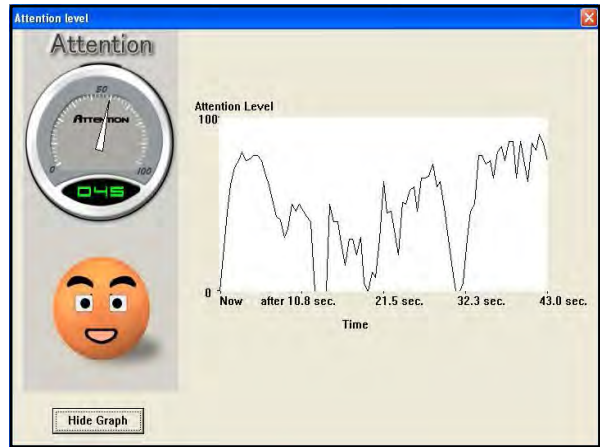 Attention level
Attention
50
ATTENTION
0
100
045
Hide Graph
Attention Level
100
0
Now
after 10.8 sec.
21.5 sec.
32.3 sec.
43.0 sec.
Time